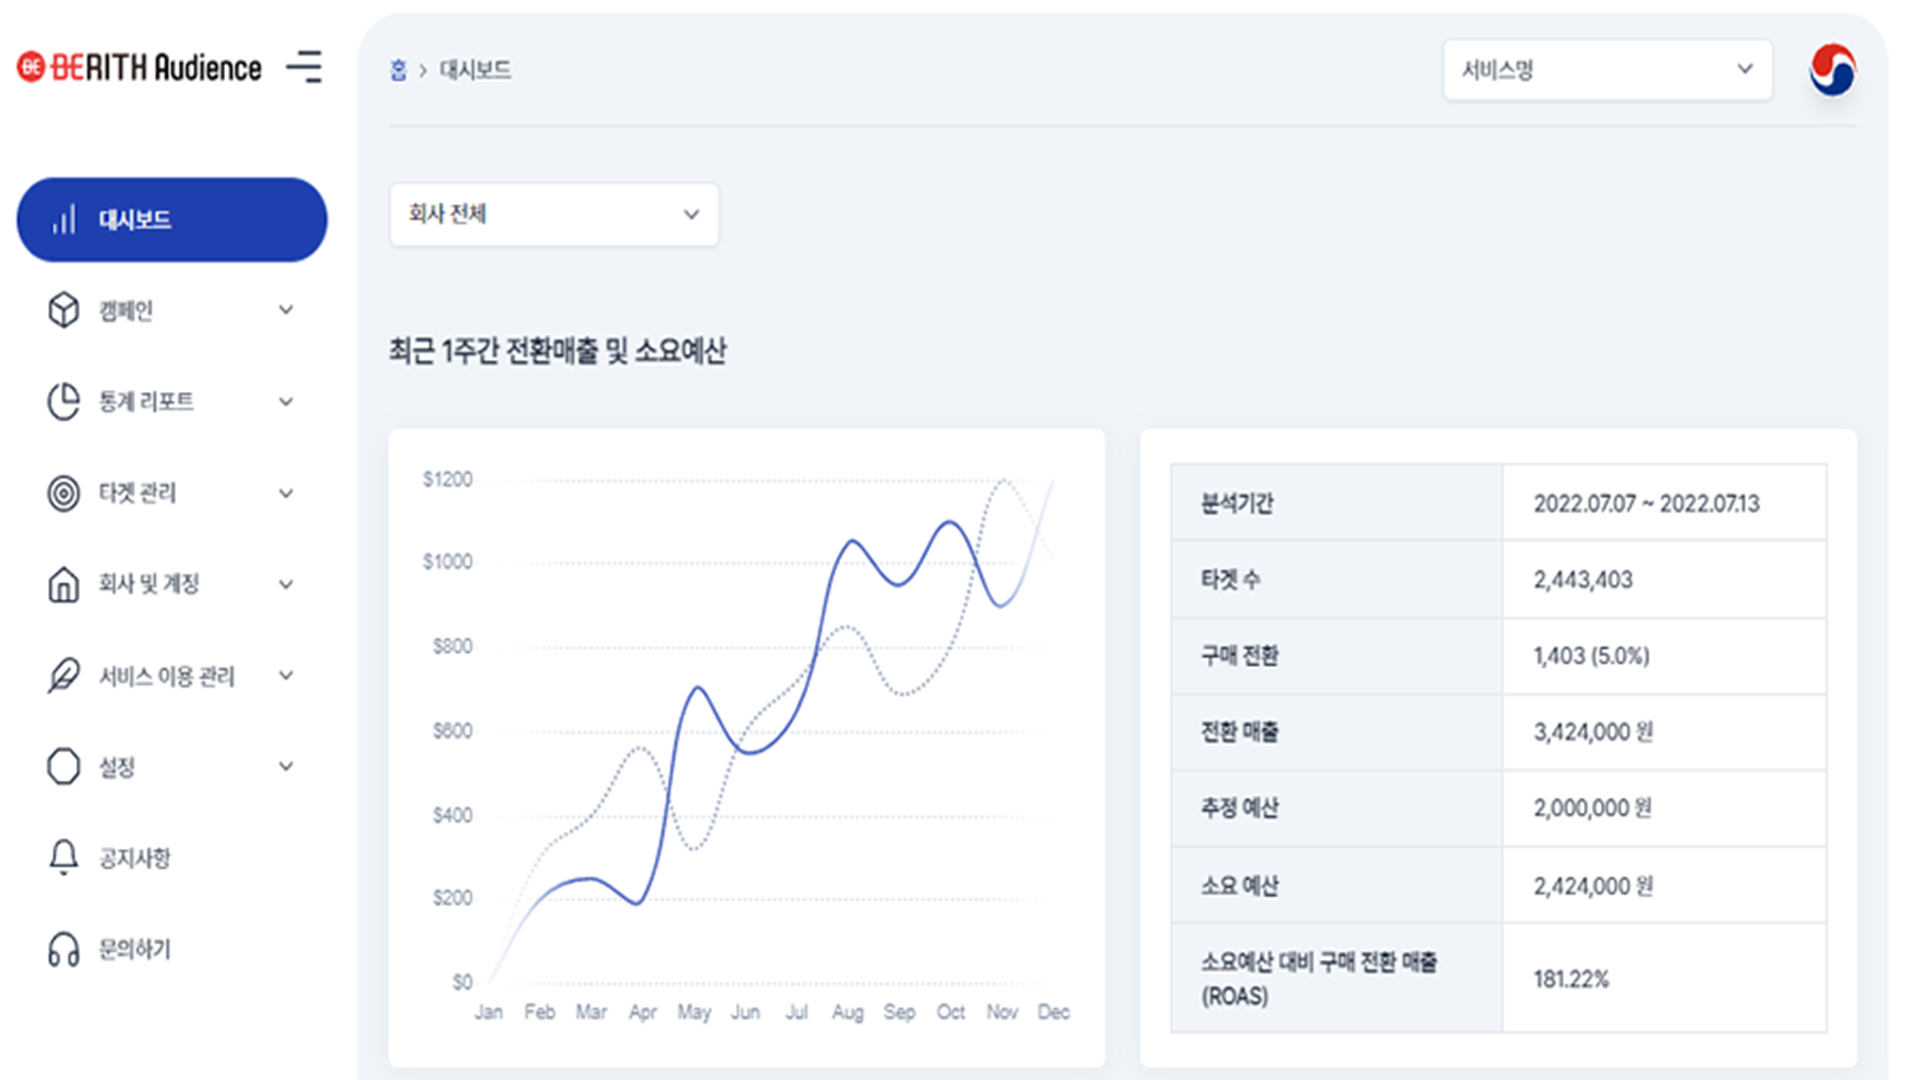 BERITH Audience
홈 > 대시보드
서비스명
대시보드
캠페인
통계 리포트
타겟 관리
회사 및 계정
서비스 이용 관리
설정
공지사항
문의하기
회사 전체
최근 1주간 전환매출 및 소요예산
$1200
$1000
$800
$600
$400
$200
$0
Jan Feb Mar Apr May Jun Jul Aug Sep Oct Nov Dec
분석기간 2022.07.07 ~ 2022.07.13
타겟 수 2,443,403
구매 전환 1,403 (5.0%)
전환 매출 3,424,000 원
추정 예산 2,000,000 원
소요 예산 2,424,000 원
소요예산 대비 구매 전환 매출
(ROAS) 181.22%